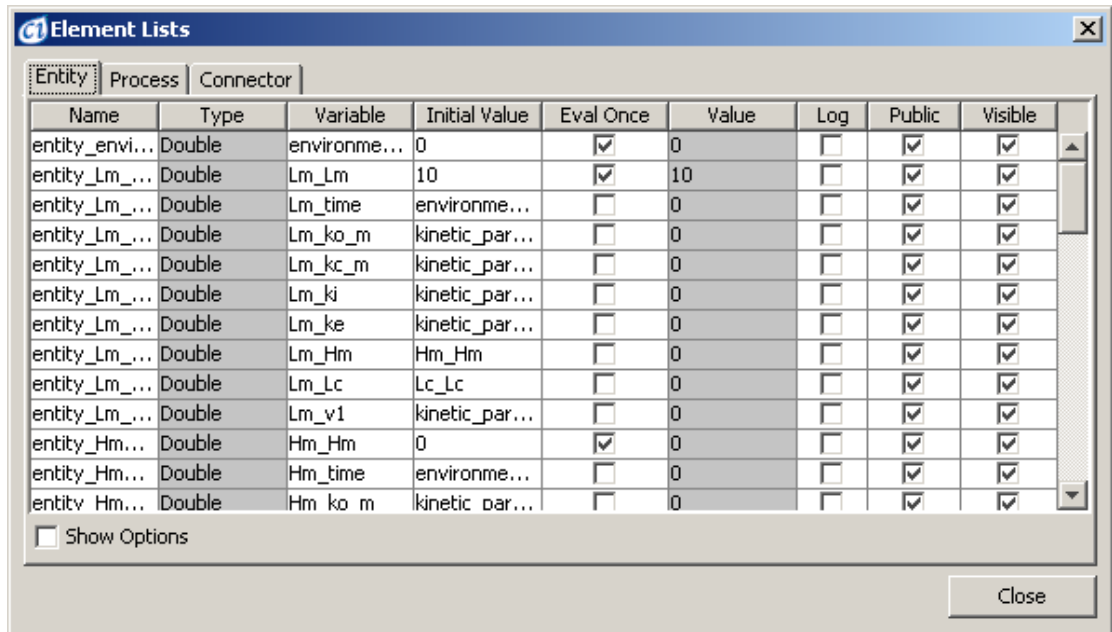 Element Lists
Entity Process Connector
Name Type Variable Initial Value Eval Once Value Log Public Visible
entity_envi... Double environme... 0 0
entity_Lm_... Double Lm_Lm 10 10
entity_Lm_... Double Lm_time environme... 0
entity_Lm_... Double Lm_ko_m kinetic_par... 0
entity_Lm_... Double Lm_kc_m kinetic_par... 0
entity_Lm_... Double Lm_ki kinetic_par... 0
entity_Lm_... Double Lm_ke kinetic_par... 0
entity_Lm_... Double Lm_Hm Hm_Hm 0
entity_Lm_... Double Lm_Lc Lc_Lc 0
entity_Lm_... Double Lm_v1 kinetic_par... 0
entity_Hm... Double Hm_Hm 0 0
entity_Hm... Double Hm_time environme... 0
entity_Hm... Double Hm_ko_m kinetic_par... 0
Show Options
Close